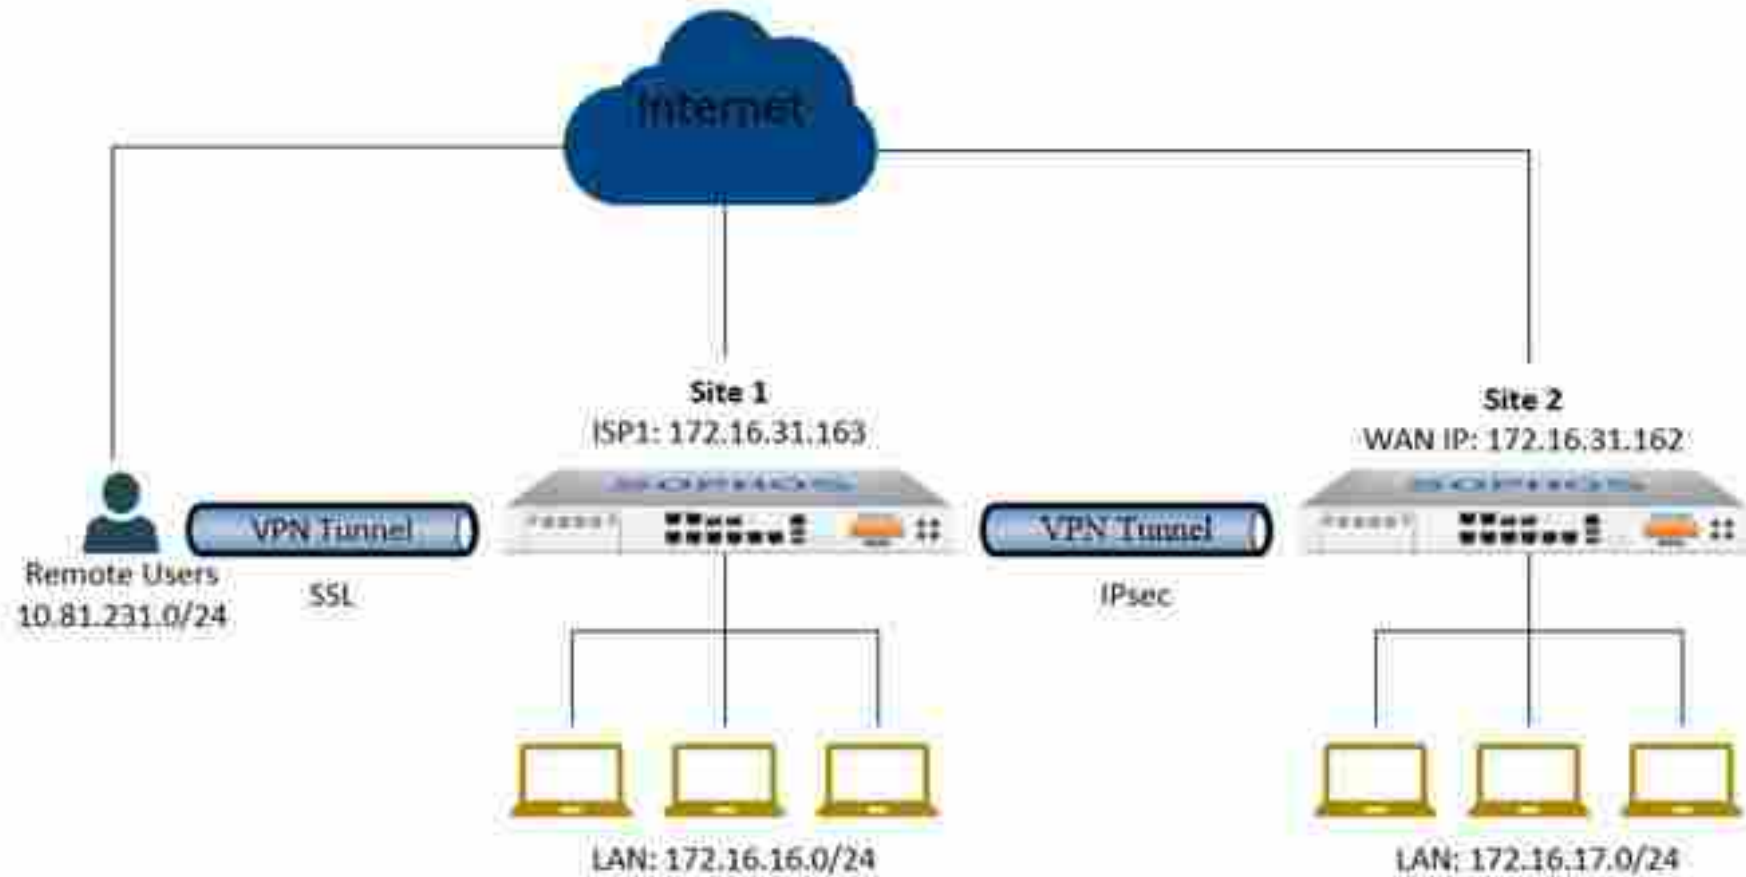 Internet
Site 1
ISP1: 172.16.31.163
Site 2
WAN IP: 172.16.31.162
SOPHOS
SOPHOS
VPN Tunnel
VPN Tunnel
Remote Users
10.81.231.0/24
SSL
IPsec
LAN: 172.16.16.0/24
LAN: 172.16.17.0/24